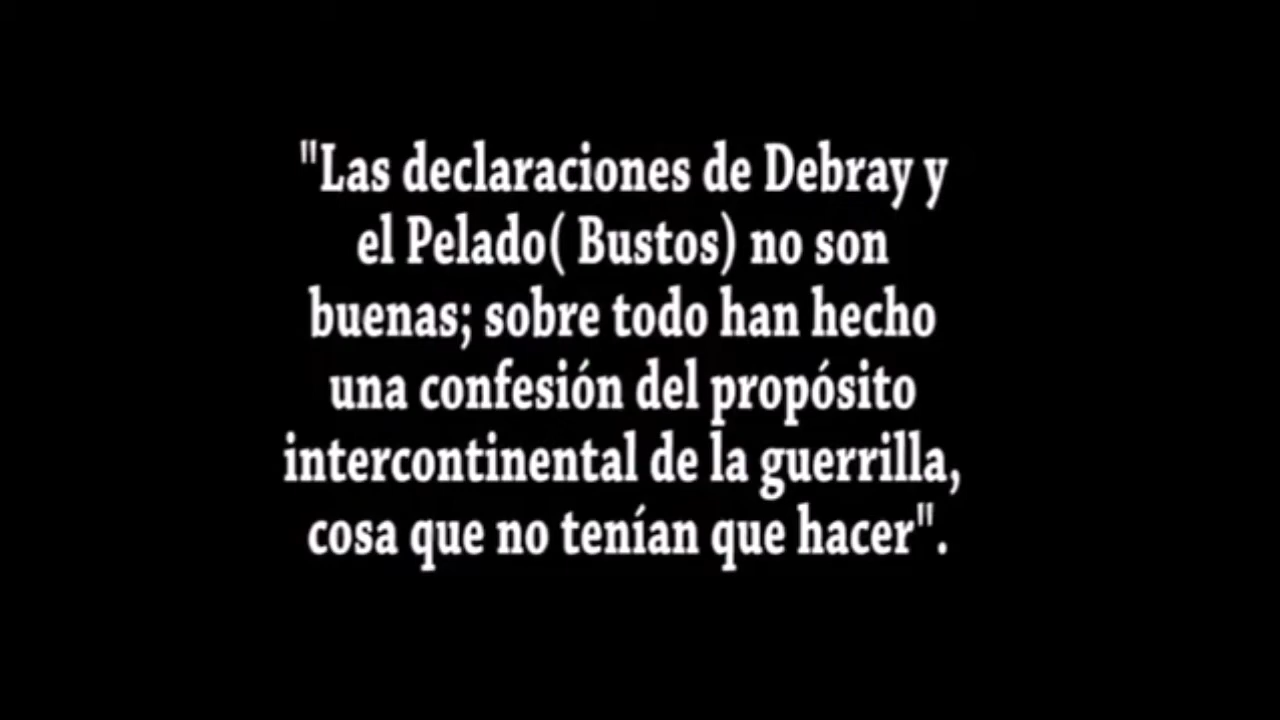 "Las declaraciones de Debray y
el Pelado( Bustos) no son
buenas; sobre todo han hecho
una confesión del propósito
intercontinental de la guerrilla,
cosa que no tenían que hacer".